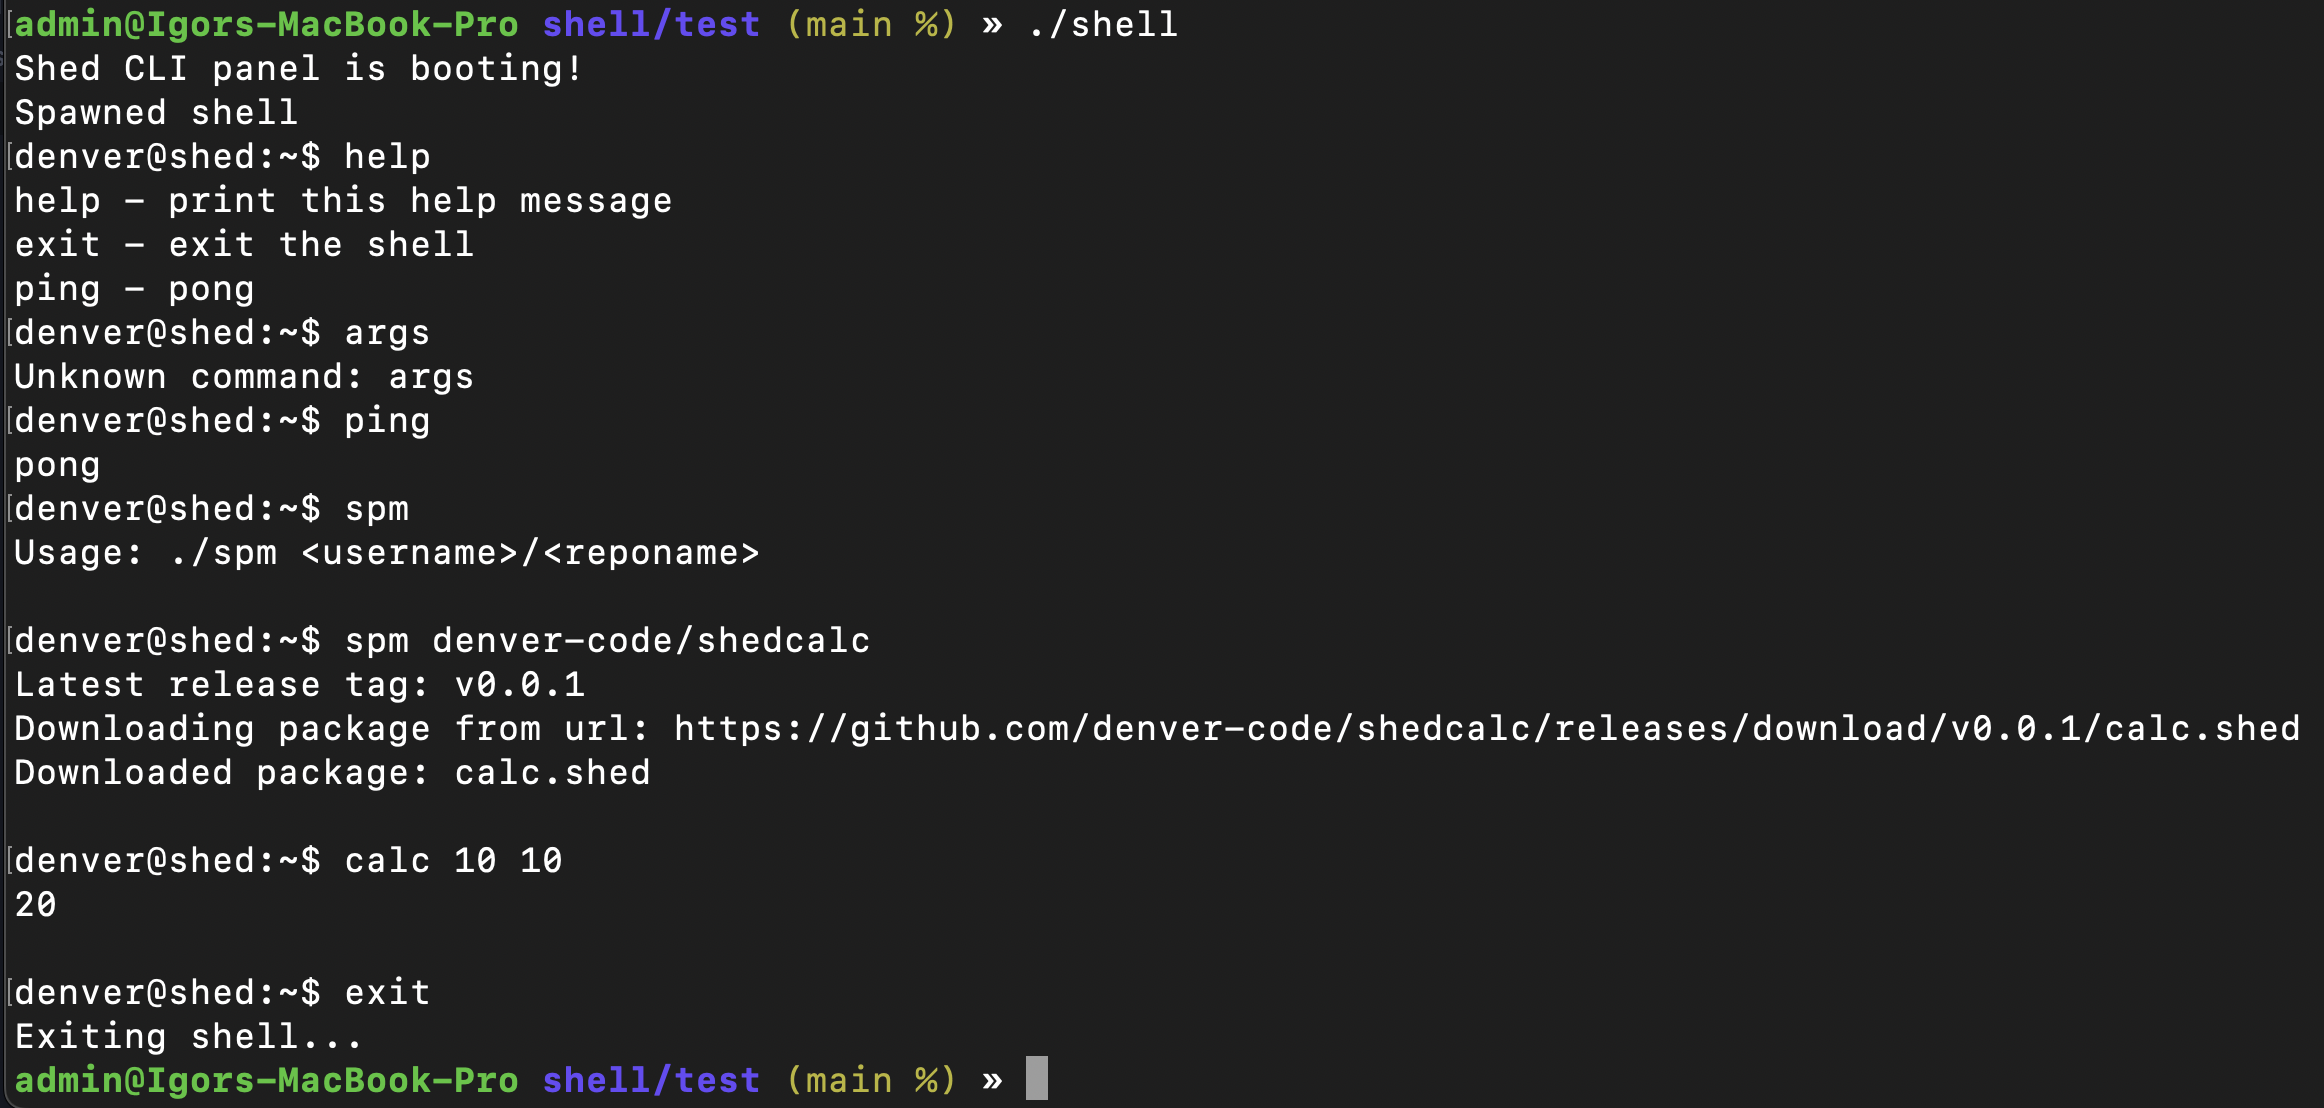 admin@Igors-MacBook-Pro shell/test (main %) » ./shell
Shed CLI panel is booting!
Spawned shell
denver@shed:~$ help
help - print this help message
exit - exit the shell
ping - pong
denver@shed:~$ args
Unknown command: args
denver@shed:~$ ping
pong
denver@shed:~$ spm
Usage: ./spm <username>/<reponame>
denver@shed:~$ spm denver-code/shedcalc
Latest release tag: v0.0.1
Downloading package from url: https://github.com/denver-code/shedcalc/releases/download/v0.0.1/calc.shed
Downloaded package: calc.shed
denver@shed:~$ calc 10 10
20
denver@shed:~$ exit
Exiting shell...
admin@Igors-MacBook-Pro shell/test (main %) »